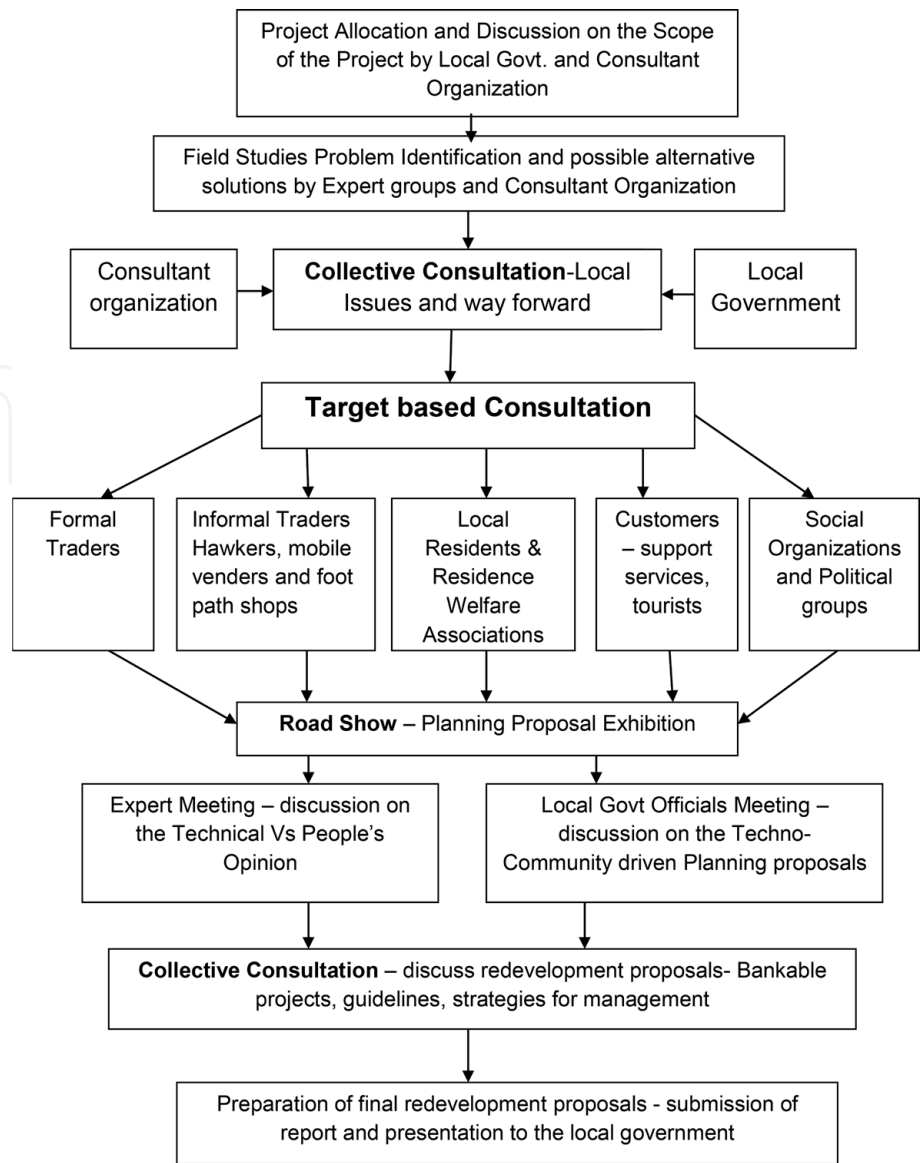 Project Allocation and Discussion on the Scope
of the Project by Local Govt. and Consultant
Organization
Field Studies Problem Identification and possible alternative
solutions by Expert groups and Consultant Organization
Consultant
organization
Collective Consultation-Local
Issues and way forward
Local
Government
Target based Consultation
Formal
Traders
Informal Traders
Hawkers, mobile
venders and foot
path shops
Local
Residents &
Residence
Welfare
Associations
Customers
– support
services,
tourists
Social
Organizations
and Political
groups
Road Show – Planning Proposal Exhibition
Expert Meeting – discussion on
the Technical Vs People's
Opinion
Local Govt Officials Meeting –
discussion on the Techno-
Community driven Planning proposals
Collective Consultation – discuss redevelopment proposals- Bankable
projects, guidelines, strategies for management
Preparation of final redevelopment proposals - submission of
report and presentation to the local government